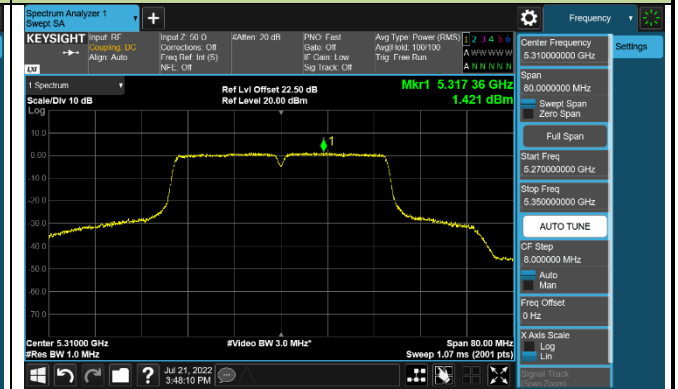 Spectrum Analyzer 1
Swept SA
+
Frequency
KEYSIGHT
LXI
Input: RF
Coupling: DC
Align: Auto
Input Z: 50 Ω
Corrections: Off
Freq Ref: Int (S)
NFE: Off
#Atten: 20 dB
PNO: Fast
Gate: Off
IF Gain: Low
Sig Track: Off
Avg Type: Power (RMS)
Avg|Hold: 100/100
Trig: Free Run
1 2 3 4 5 6
A W W W W W
A N N N N N
1 Spectrum
Scale/Div 10 dB
Log
Ref Lvl Offset 22.50 dB
Ref Level 20.00 dBm
Mkr1 5.317 36 GHz
1.421 dBm
1
10.0
0.00
-10.0
-20.0
-30.0
-40.0
-50.0
-60.0
-70.0
Center 5.31000 GHz
#Res BW 1.0 MHz
#Video BW 3.0 MHz*
Span 80.00 MHz
Sweep 1.07 ms (2001 pts)
Center Frequency
5.310000000 GHz
Settings
Span
80.0000000 MHz
Swept Span
Zero Span
Full Span
Start Freq
5.270000000 GHz
Stop Freq
5.350000000 GHz
AUTO TUNE
CF Step
8.000000 MHz
Auto
Man
Freq Offset
0 Hz
X Axis Scale
Log
Lin
Signal Track
(Span Zoom)
?
Jul 21, 2022
3:48:10 PM